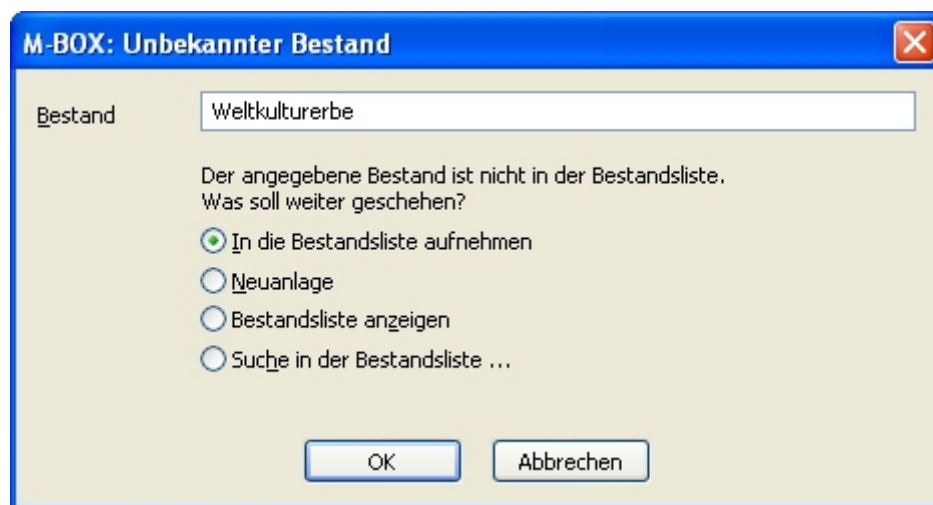 M-BOX: Unbekannter Bestand
Bestand
Weltkulturerbe
Der angegebene Bestand ist nicht in der Bestandsliste.
Was soll weiter geschehen?
In die Bestandsliste aufnehmen
Neuanlage
Bestandsliste anzeigen
Suche in der Bestandsliste ...
OK Abbrechen